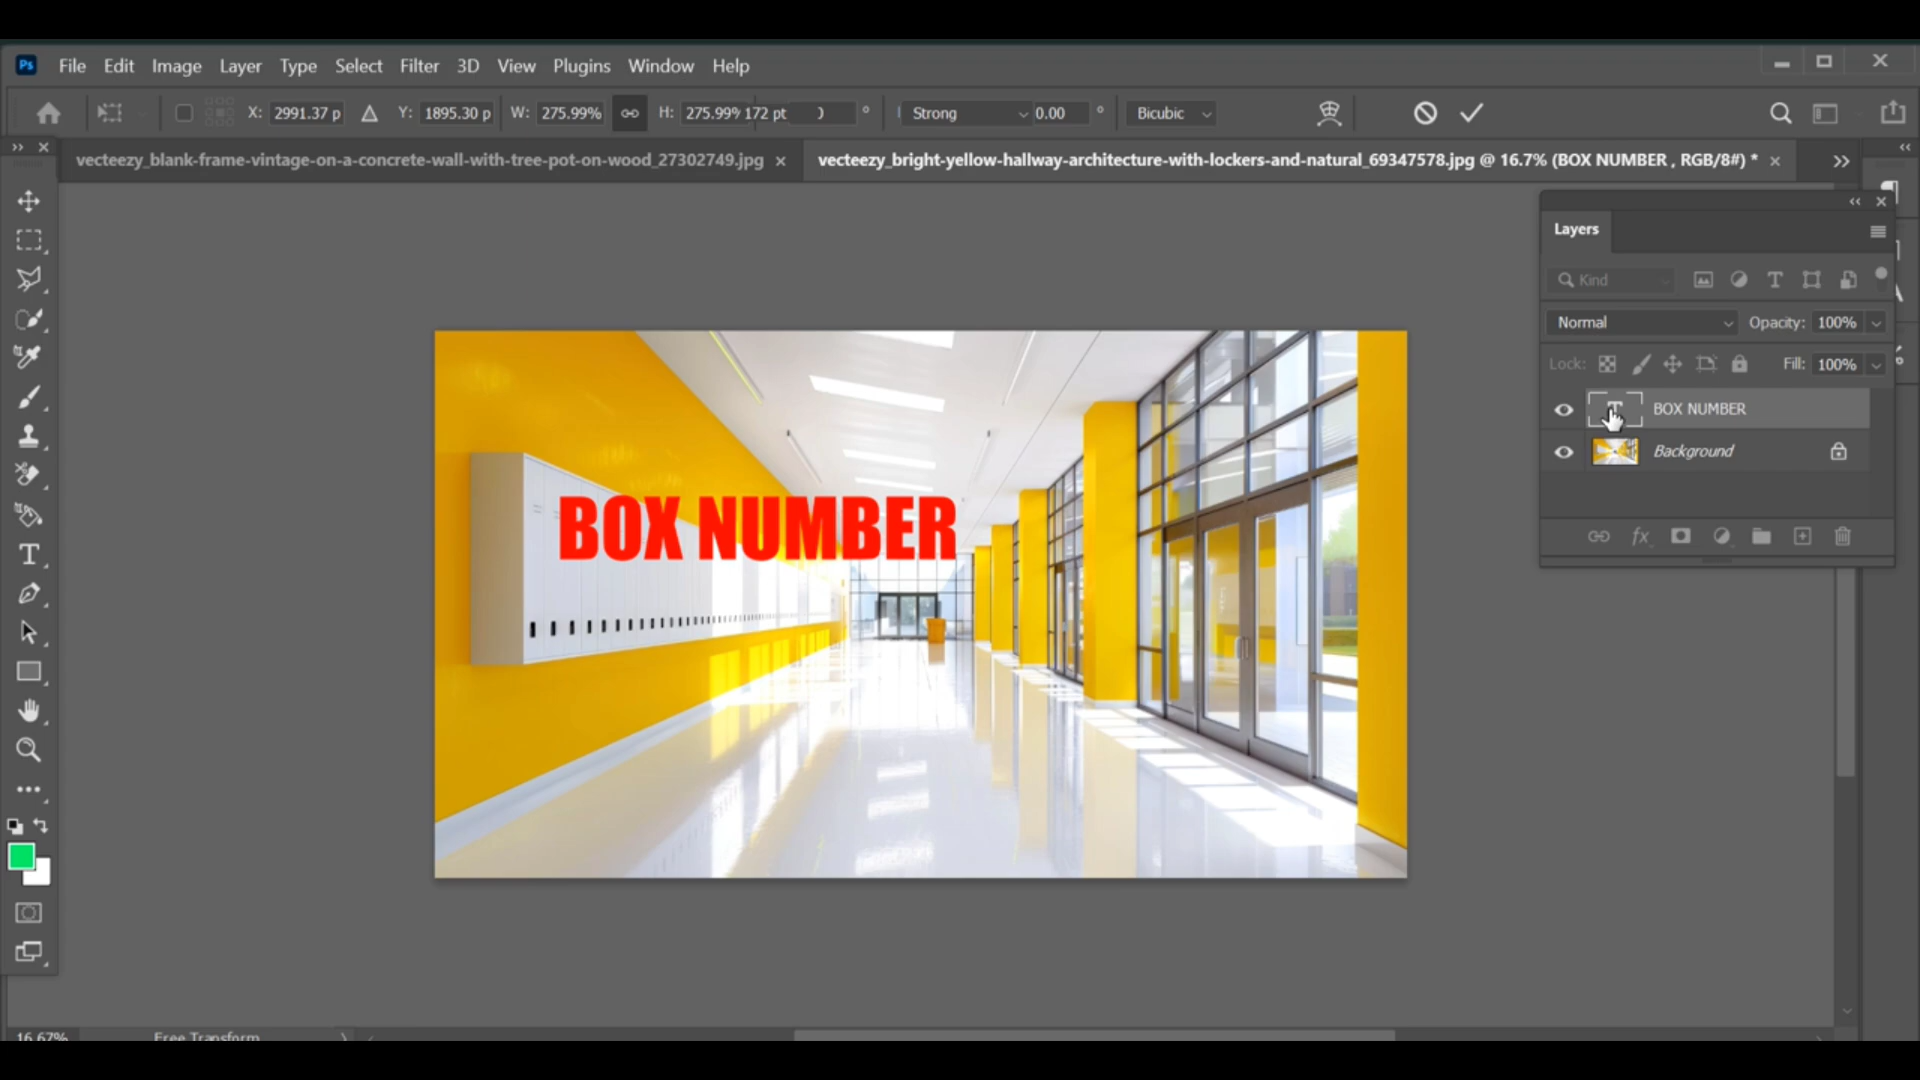 Ps File Edit Image Layer Type Select Filter 3D View Plugins Window Help
X: 2991.37 p Y: 1895.30 p W: 275.99% H: 275.99% 172 pt Strong 0.00 ° Bicubic
vecteezy_blank-frame-vintage-on-a-concrete-wall-with-tree-pot-on-wood_27302749.jpg × vecteezy_bright-yellow-hallway-architecture-with-lockers-and-natural_69347578.jpg @ 16.7% (BOX NUMBER , RGB/8#) * ×
Layers
Kind
Normal Opacity: 100%
Lock: Fill: 100%
BOX NUMBER
Background
fx
BOX NUMBER
16.67% Free Transform